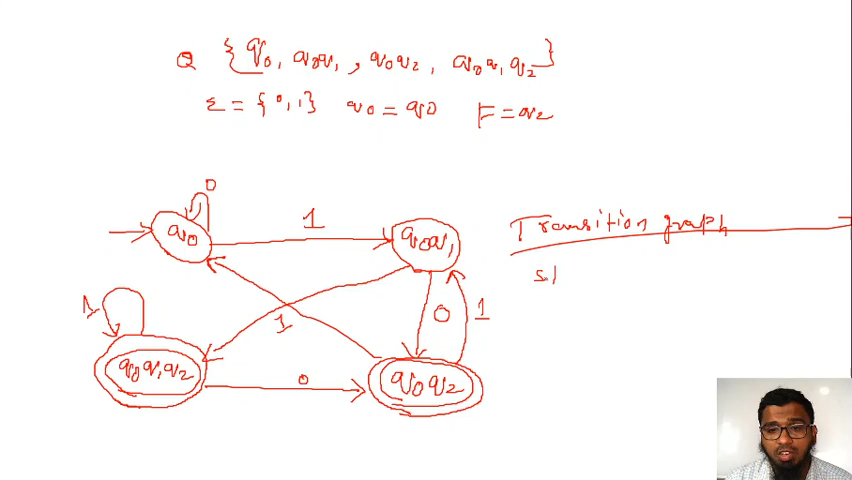 Q {q0, q0q1, q0q2, q0q1q2}
Σ = {0,1} q0 = q0 F = q2
0
q0
1
q0q1
Transition graph
1
1
0
1
q0q1q2
0
q0q2